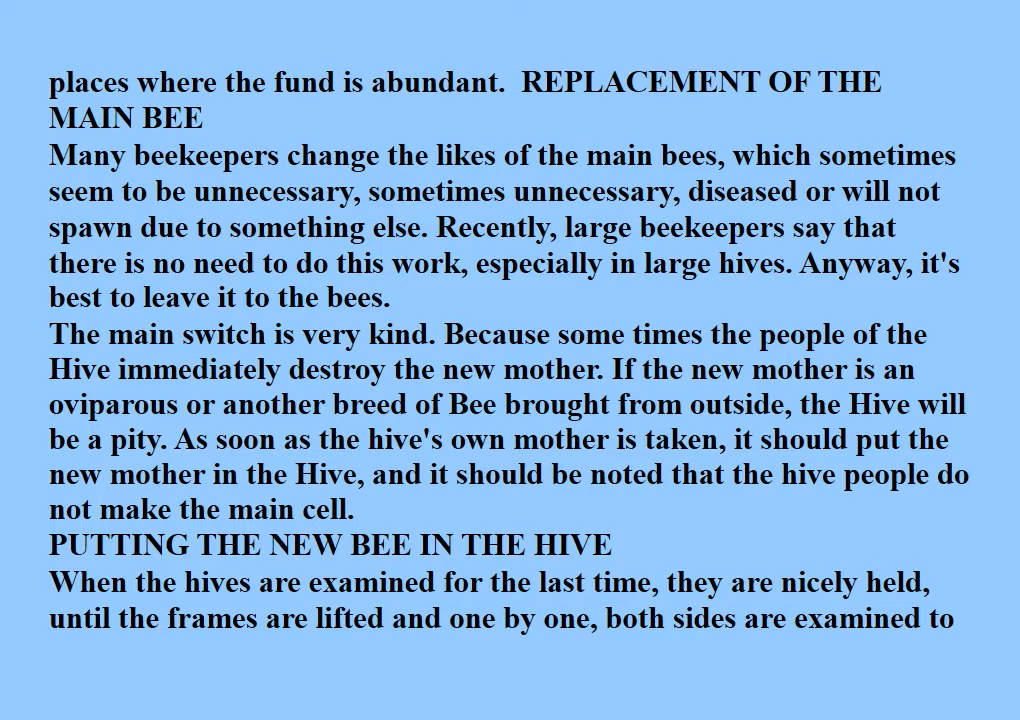 places where the fund is abundant.  REPLACEMENT OF THE
MAIN BEE
Many beekeepers change the likes of the main bees, which sometimes
seem to be unnecessary, sometimes unnecessary, diseased or will not
spawn due to something else. Recently, large beekeepers say that
there is no need to do this work, especially in large hives. Anyway, it's
best to leave it to the bees.
The main switch is very kind. Because some times the people of the
Hive immediately destroy the new mother. If the new mother is an
oviparous or another breed of Bee brought from outside, the Hive will
be a pity. As soon as the hive's own mother is taken, it should put the
new mother in the Hive, and it should be noted that the hive people do
not make the main cell.
PUTTING THE NEW BEE IN THE HIVE
When the hives are examined for the last time, they are nicely held,
until the frames are lifted and one by one, both sides are examined to